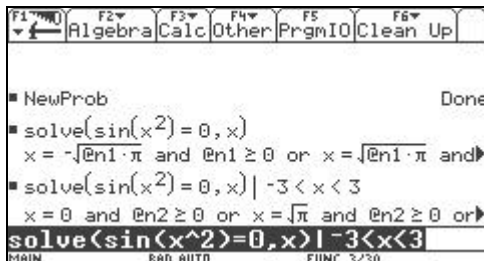 F1 F2 Algebra F3 Calc F4 Other F5 PrgmIO F6 Clean Up
NewProb Done
solve(sin(x²)=0,x)
x = -√(@n1·π) and @n1 ≥ 0 or x = √(@n1·π) and
solve(sin(x²)=0,x)| -3<x<3
x = 0 and @n2 ≥ 0 or x = √π and @n2 ≥ 0 or
solve(sin(x^2)=0,x)| -3<x<3
MAIN RAD AUTO FUNC 3/30